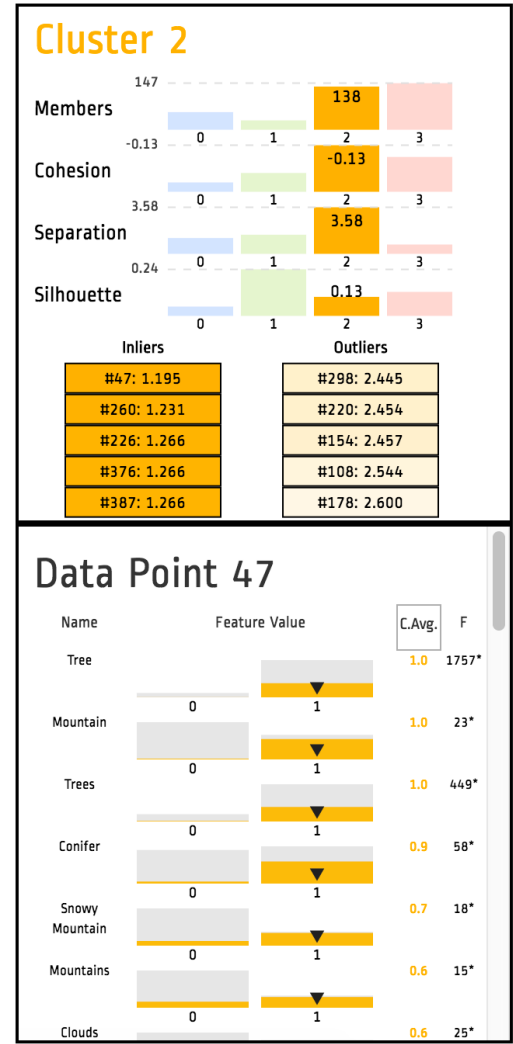 Cluster 2
147
Members
138
0 1 2 3
-0.13
Cohesion
-0.13
0 1 2 3
3.58
Separation
3.58
0 1 2 3
0.24
Silhouette
0.13
0 1 2 3
Inliers Outliers
#47: 1.195 #298: 2.445
#260: 1.231 #220: 2.454
#226: 1.266 #154: 2.457
#376: 1.266 #108: 2.544
#387: 1.266 #178: 2.600
Data Point 47
Name Feature Value C.Avg. F
Tree 1.0 1757*
0 1
Mountain 1.0 23*
0 1
Trees 1.0 449*
0 1
Conifer 0.9 58*
0 1
Snowy 0.7 18*
Mountain
0 1
Mountains 0.6 15*
0 1
Clouds 0.6 25*